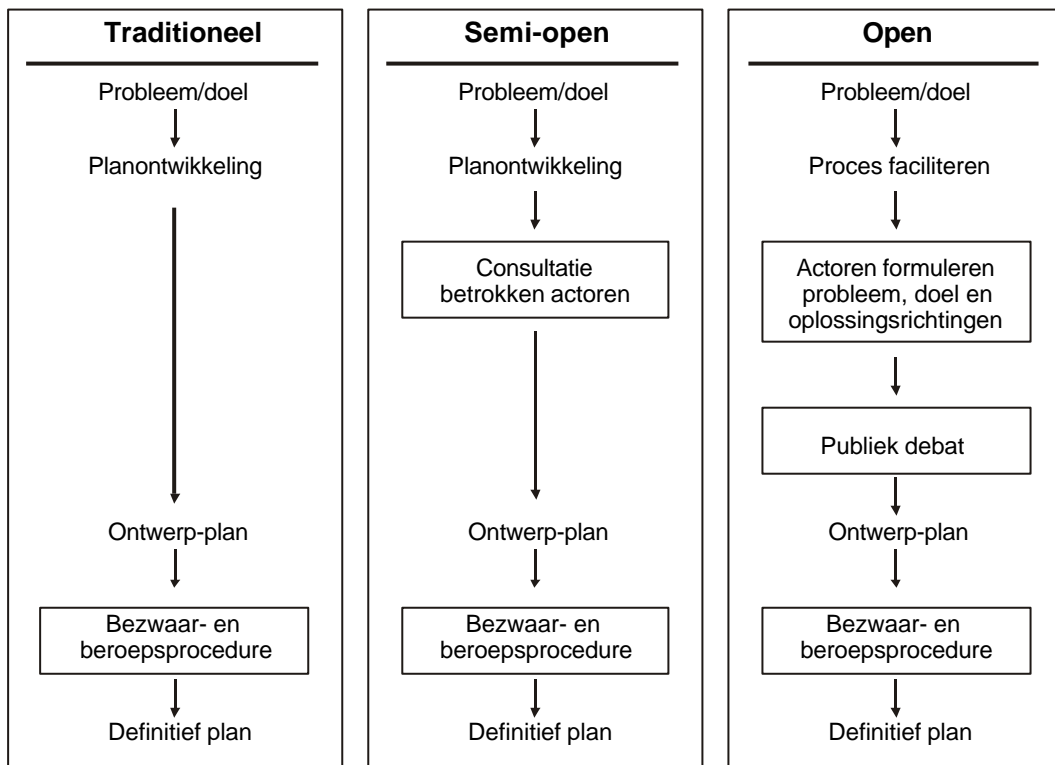 Traditioneel
Probleem/doel
Planontwikkeling
Ontwerp-plan
Bezwaar- en
beroepsprocedure
Definitief plan
Semi-open
Probleem/doel
Planontwikkeling
Consultatie
betrokken actoren
Ontwerp-plan
Bezwaar- en
beroepsprocedure
Definitief plan
Open
Probleem/doel
Proces faciliteren
Actoren formuleren
probleem, doel en
oplossingsrichtingen
Publiek debat
Ontwerp-plan
Bezwaar- en
beroepsprocedure
Definitief plan